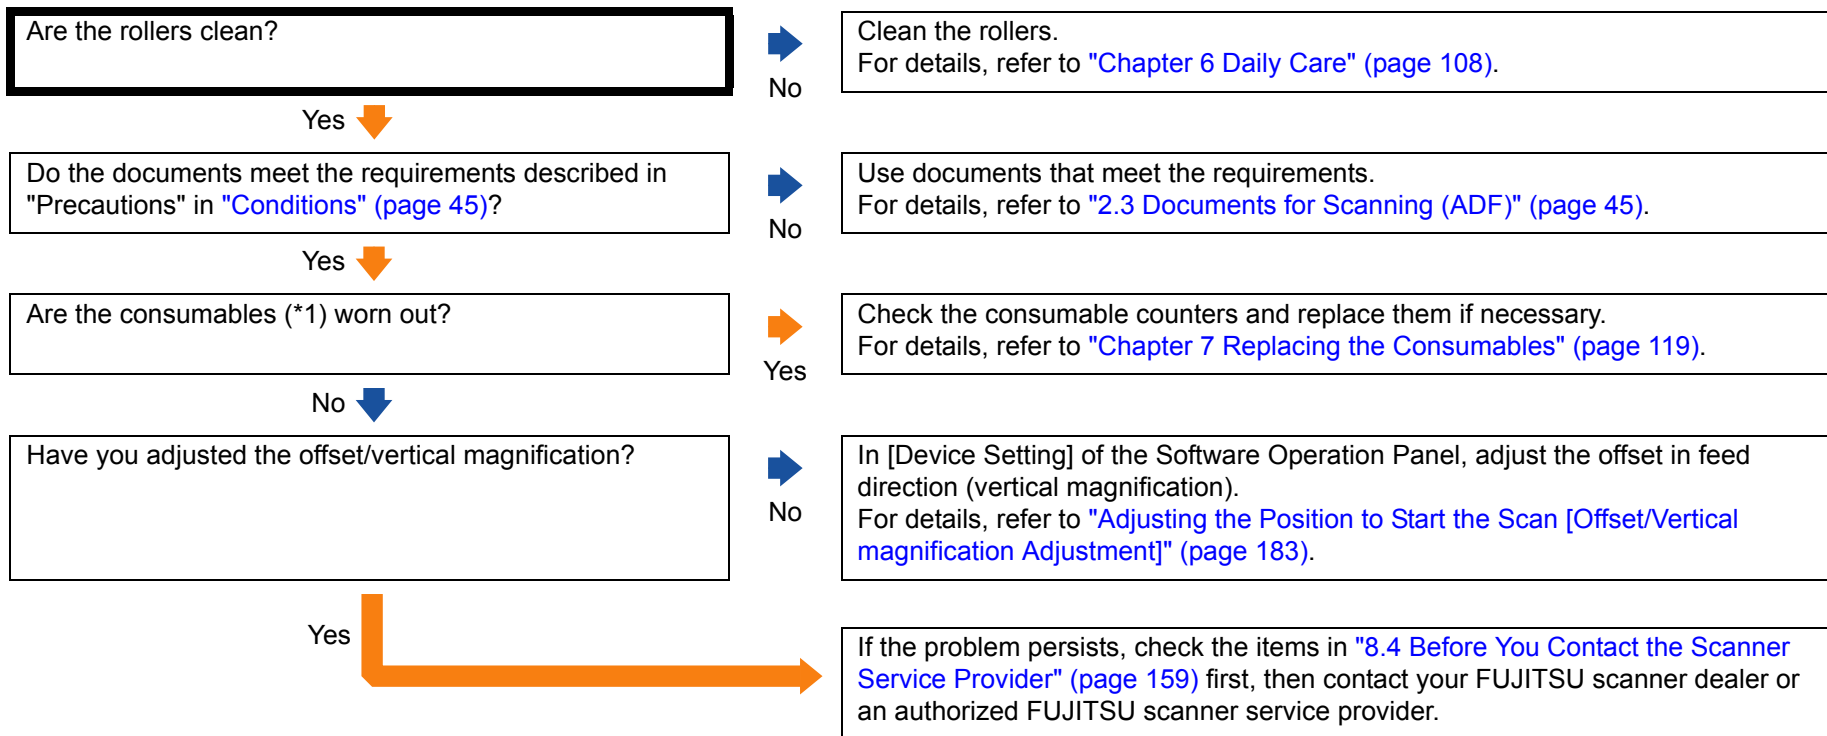 Are the rollers clean?
No
Clean the rollers.
For details, refer to "Chapter 6 Daily Care" (page 108).
Yes
Do the documents meet the requirements described in
"Precautions" in "Conditions" (page 45)?
No
Use documents that meet the requirements.
For details, refer to "2.3 Documents for Scanning (ADF)" (page 45).
Yes
Are the consumables (*1) worn out?
Yes
Check the consumable counters and replace them if necessary.
For details, refer to "Chapter 7 Replacing the Consumables" (page 119).
No
Have you adjusted the offset/vertical magnification?
No
In [Device Setting] of the Software Operation Panel, adjust the offset in feed
direction (vertical magnification).
For details, refer to "Adjusting the Position to Start the Scan [Offset/Vertical
magnification Adjustment]" (page 183).
Yes
If the problem persists, check the items in "8.4 Before You Contact the Scanner
Service Provider" (page 159) first, then contact your FUJITSU scanner dealer or
an authorized FUJITSU scanner service provider.